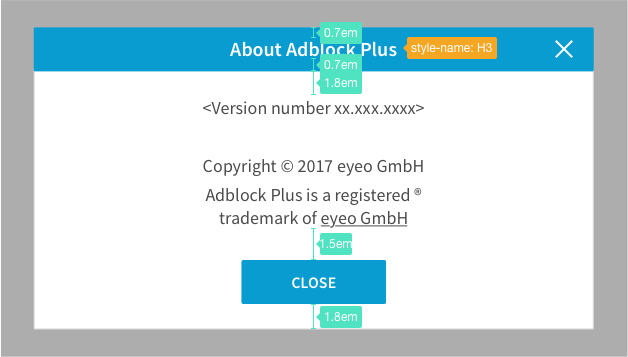 0.7em
About Adblock Plus
style-name: H3
0.7em
1.8em
<Version number xx.xxx.xxxx>
Copyright © 2017 eyeo GmbH
Adblock Plus is a registered ®
trademark of eyeo GmbH
1.5em
CLOSE
1.8em